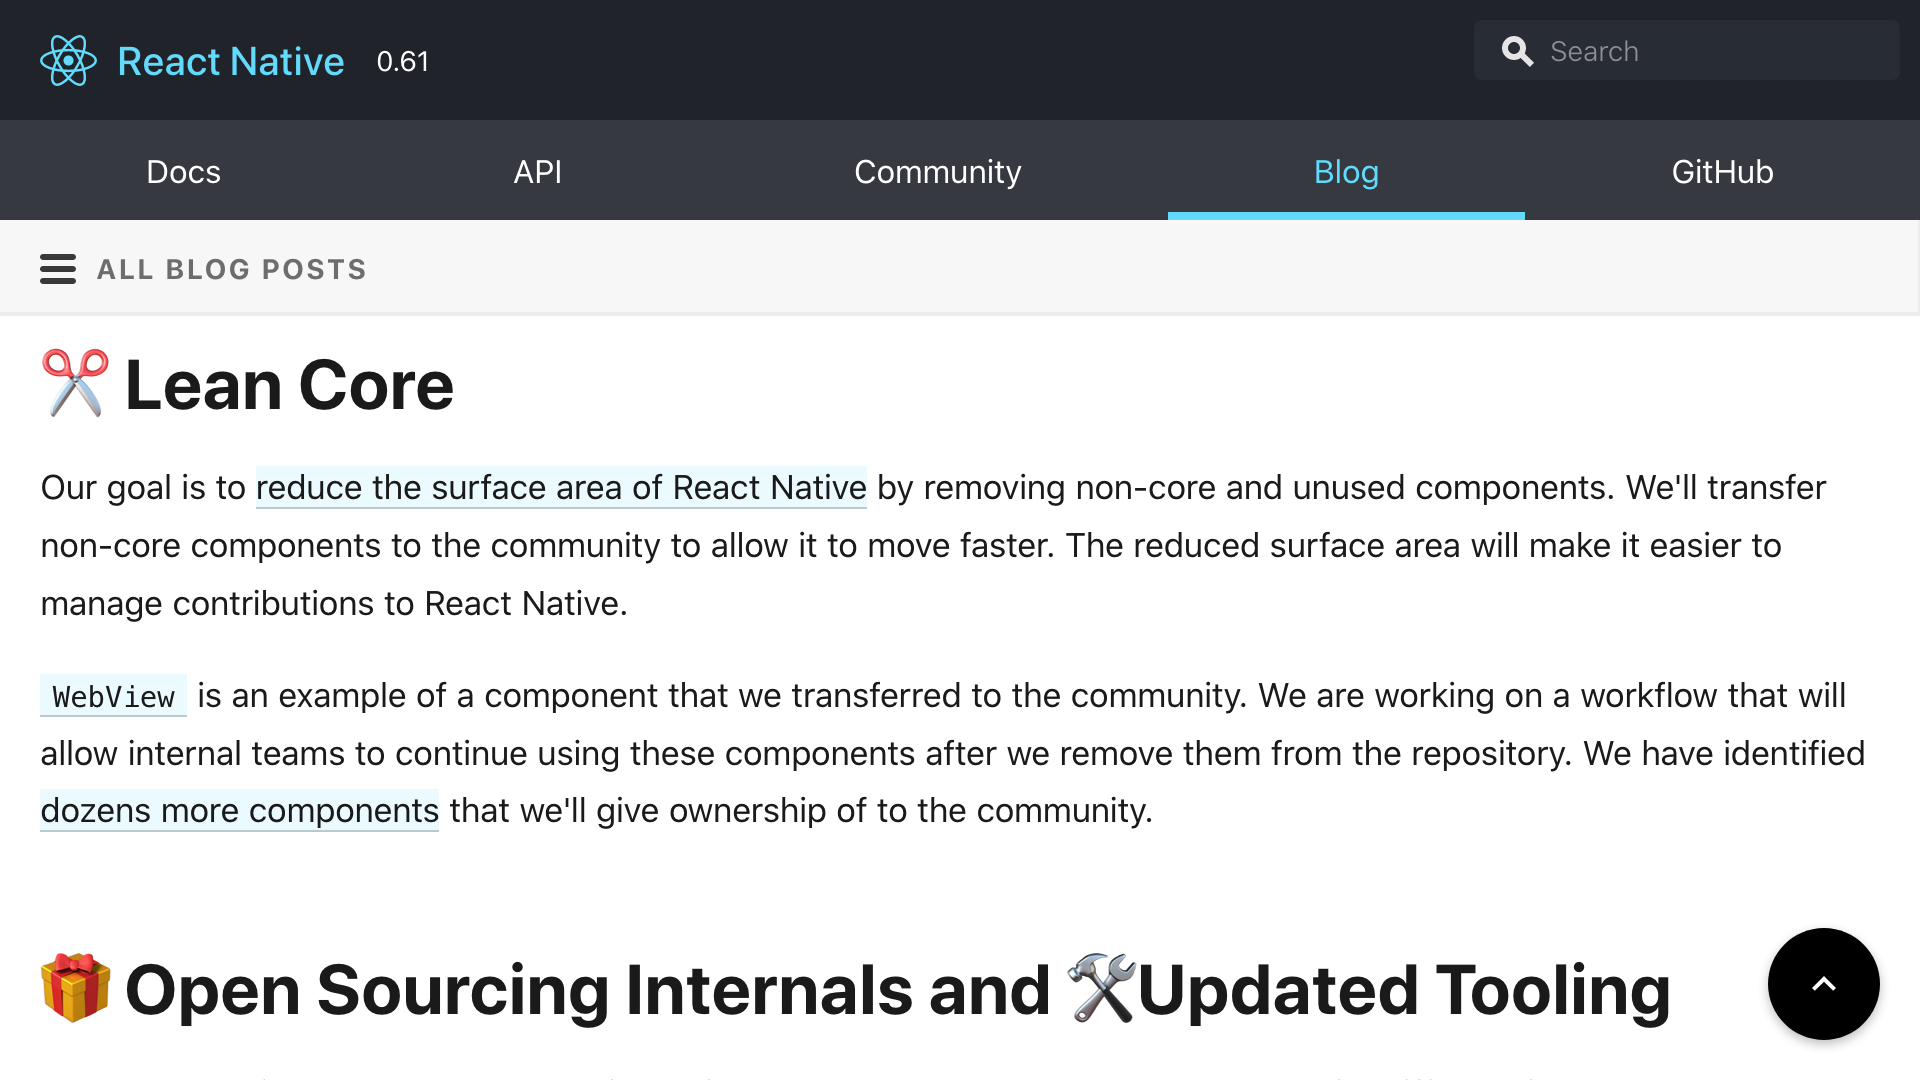 React Native 0.61
Search
Docs API Community Blog GitHub
ALL BLOG POSTS
Lean Core
Our goal is to reduce the surface area of React Native by removing non-core and unused components. We'll transfer
non-core components to the community to allow it to move faster. The reduced surface area will make it easier to
manage contributions to React Native.
WebView is an example of a component that we transferred to the community. We are working on a workflow that will
allow internal teams to continue using these components after we remove them from the repository. We have identified
dozens more components that we'll give ownership of to the community.
Open Sourcing Internals and Updated Tooling